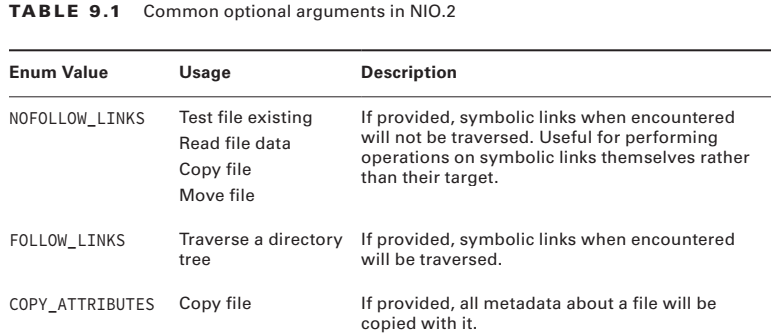 TABLE 9.1 Common optional arguments in NIO.2
Enum Value Usage Description
NOFOLLOW_LINKS Test file existing If provided, symbolic links when encountered
Read file data will not be traversed. Useful for performing
Copy file operations on symbolic links themselves rather
Move file than their target.
FOLLOW_LINKS Traverse a directory If provided, symbolic links when encountered
tree will be traversed.
COPY_ATTRIBUTES Copy file If provided, all metadata about a file will be
copied with it.